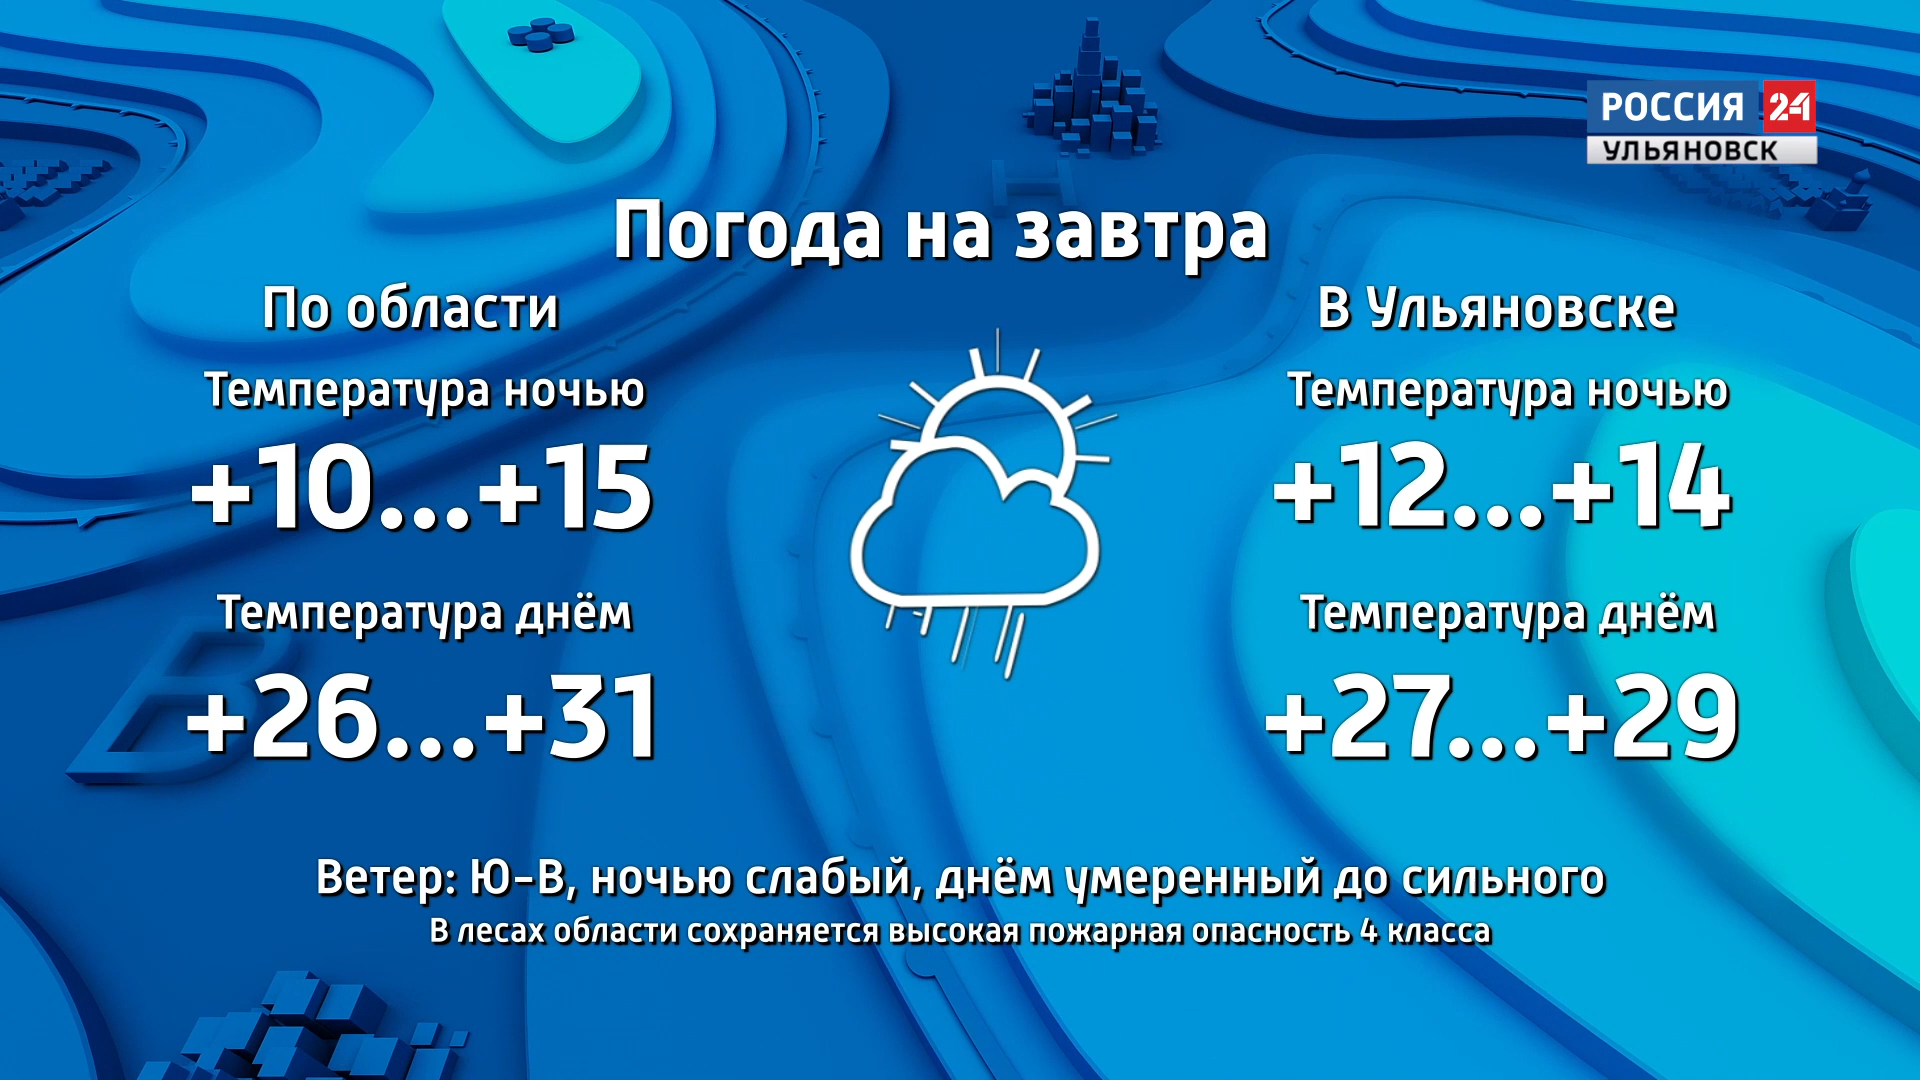 РОССИЯ 24
УЛЬЯНОВСК
Погода на завтра
По области
Температура ночью
+10...+15
Температура днём
+26...+31
В Ульяновске
Температура ночью
+12...+14
Температура днём
+27...+29
Ветер: Ю-В, ночью слабый, днём умеренный до сильного
В лесах области сохраняется высокая пожарная опасность 4 класса
Н
В